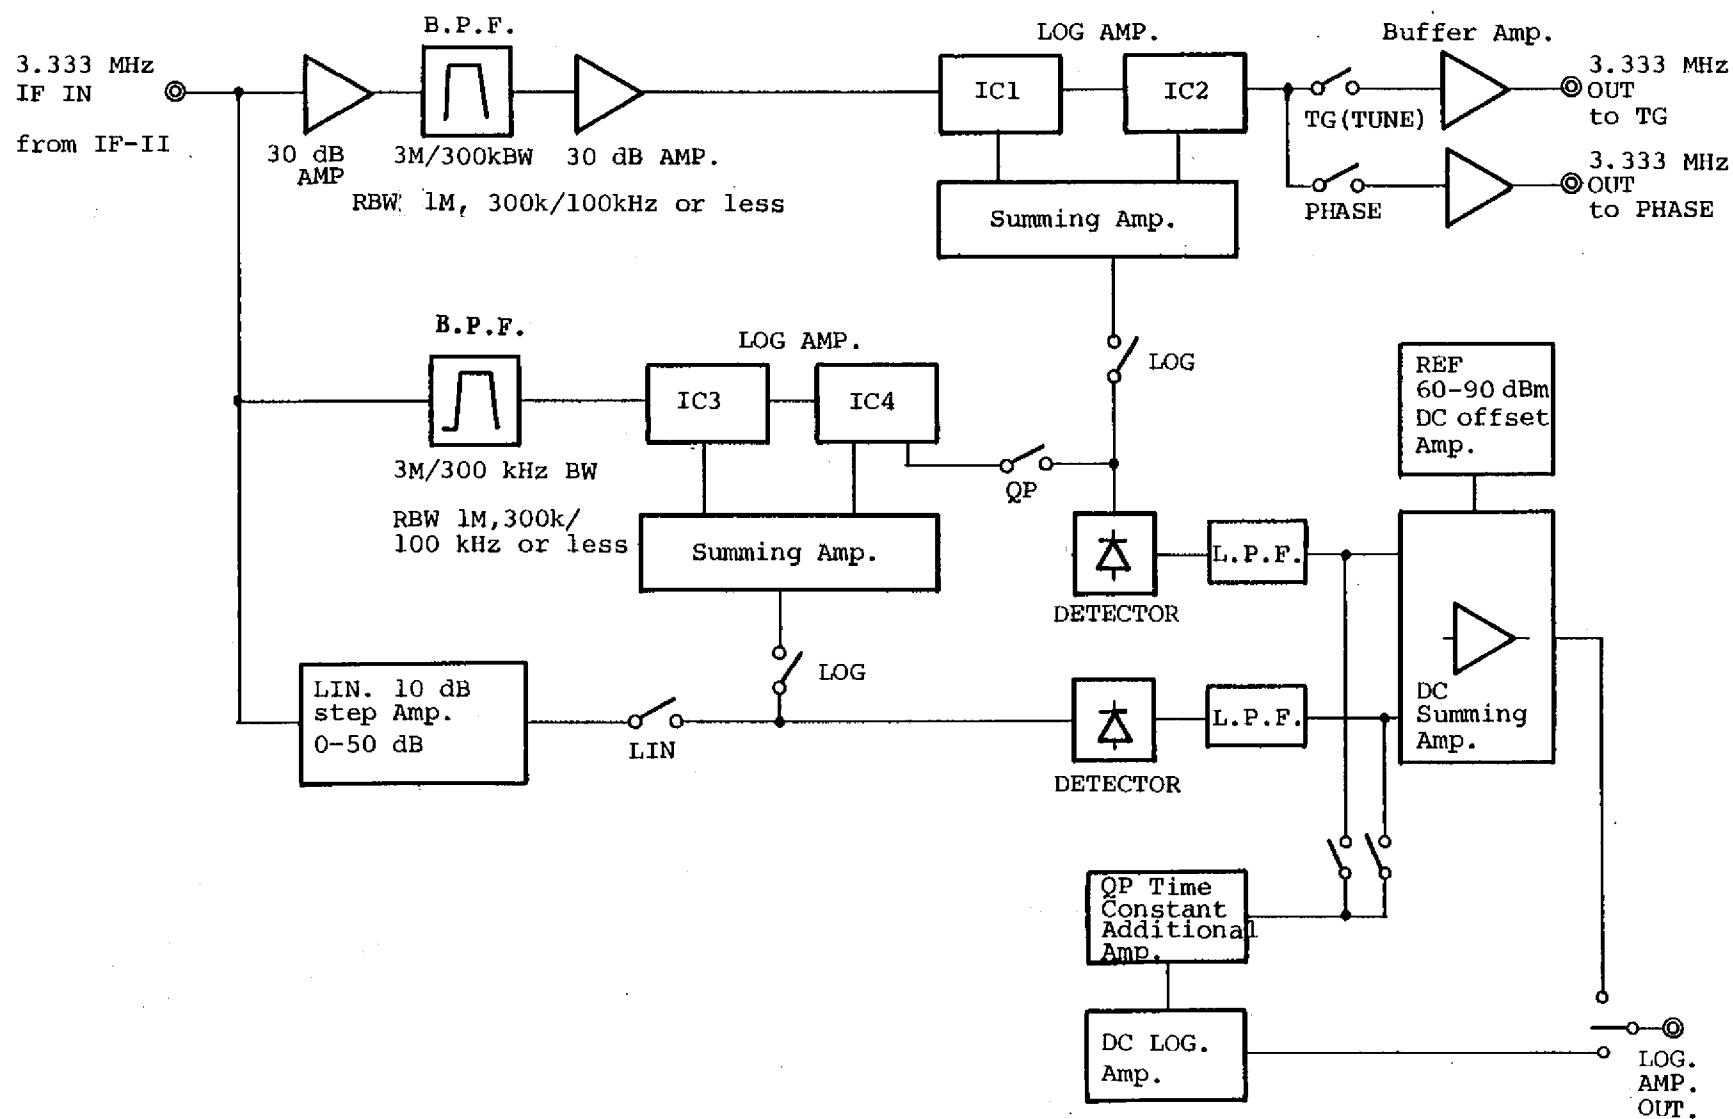 B.P.F.
LOG AMP.
Buffer Amp.
3.333 MHz
IF IN
from IF-II
30 dB
AMP
3M/300kBW
30 dB AMP.
RBW: 1M, 300k/100kHz or less
IC1
IC2
TG(TUNE)
3.333 MHz
OUT
to TG
PHASE
3.333 MHz
OUT
to PHASE
Summing Amp.
LOG
B.P.F.
LOG AMP.
IC3
IC4
3M/300 kHz BW
RBW 1M,300k/
100 kHz or less
QP
REF
60-90 dBm
DC offset
Amp.
Summing Amp.
DETECTOR
L.P.F.
LOG
LIN. 10 dB
step Amp.
0-50 dB
LIN
DETECTOR
L.P.F.
DC
Summing
Amp.
QP Time
Constant
Additional
Amp.
DC LOG.
Amp.
LOG.
AMP.
OUT.